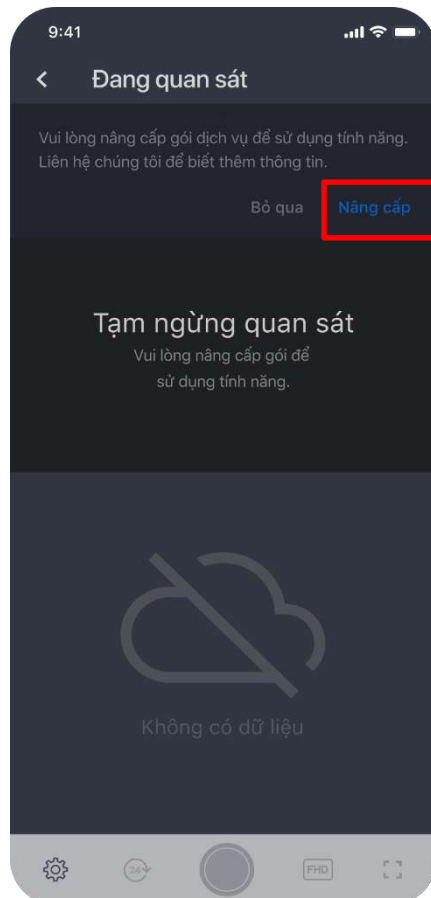 9:41
Đang quan sát
Vui lòng nâng cấp gói dịch vụ để sử dụng tính năng.
Liên hệ chúng tôi để biết thêm thông tin.
Bỏ qua Nâng cấp
Tạm ngừng quan sát
Vui lòng nâng cấp gói để
sử dụng tính năng.
Không có dữ liệu
24 FHD